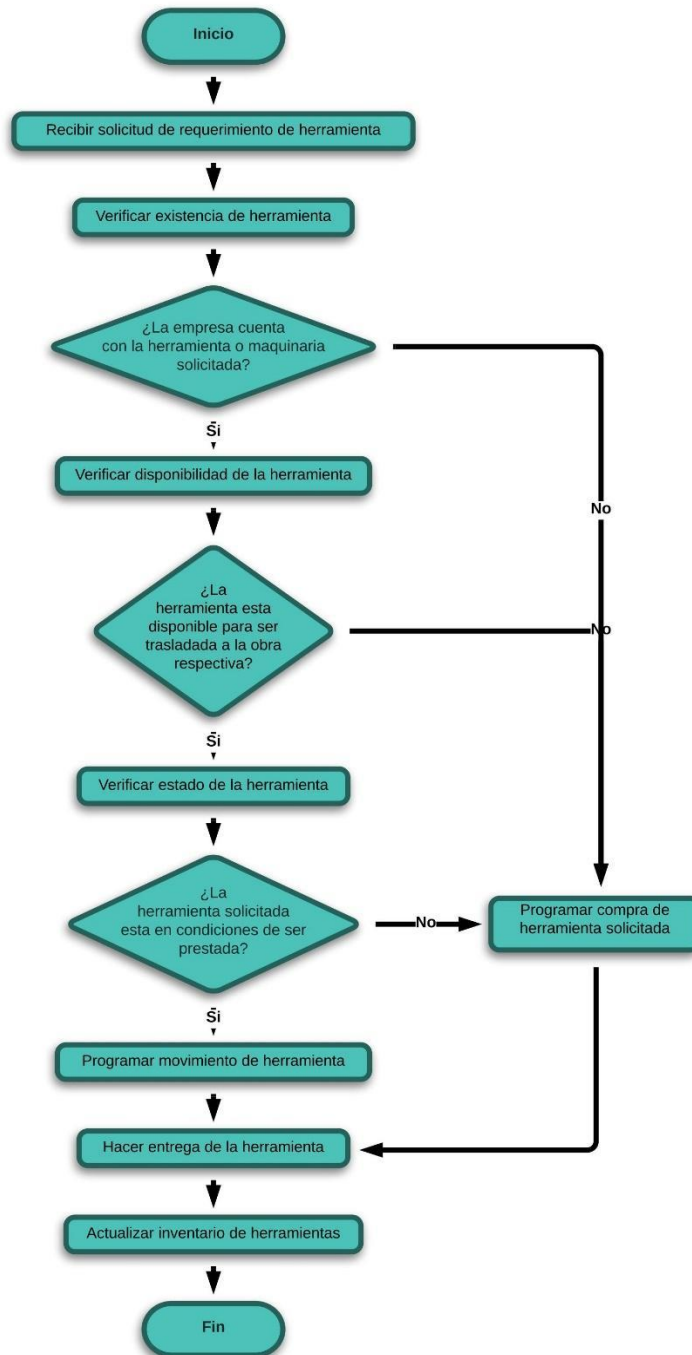 Inicio
Recibir solicitud de requerimiento de herramienta
Verificar existencia de herramienta
¿La empresa cuenta
con la herramienta o maquinaria
solicitada?
Si
Verificar disponibilidad de la herramienta
No
¿La
herramienta esta
disponible para ser
trasladada a la obra
respectiva?
No
Si
Verificar estado de la herramienta
¿La
herramienta solicitada
esta en condiciones de ser
prestada?
No
Programar compra de
herramienta solicitada
Si
Programar movimiento de herramienta
Hacer entrega de la herramienta
Actualizar inventario de herramientas
Fin